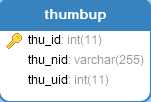 thumbup
thu_id: int(11)
thu_nid: varchar(255)
thu_uid: int(11)